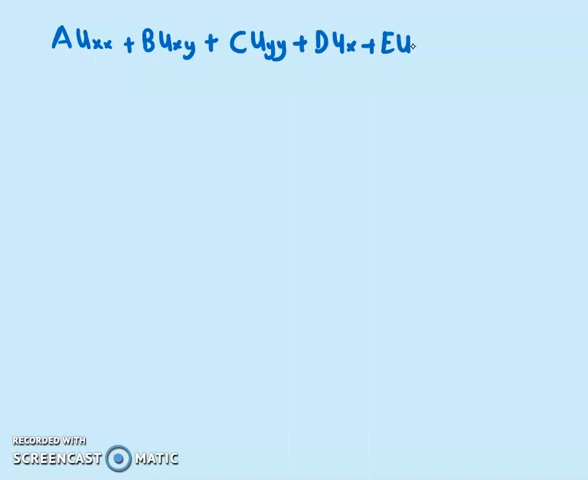 Auxx + Buxy + Cuyy + Dux + Eu
RECORDED WITH
SCREENCAST MATIC